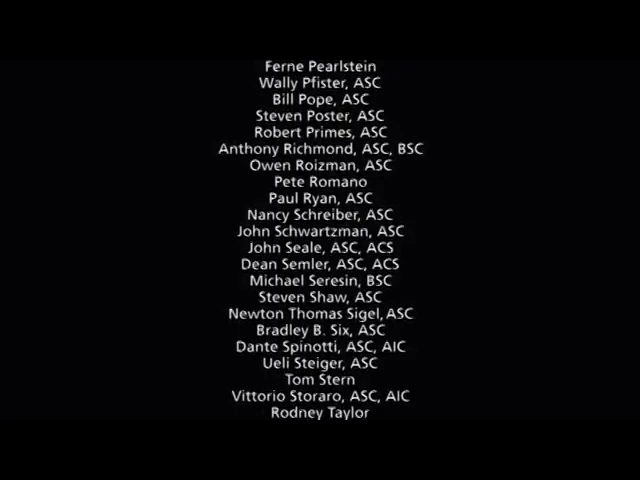 Ferne Pearlstein
Wally Pfister, ASC
Bill Pope, ASC
Steven Poster, ASC
Robert Primes, ASC
Anthony Richmond, ASC, BSC
Owen Roizman, ASC
Pete Romano
Paul Ryan, ASC
Nancy Schreiber, ASC
John Schwartzman, ASC
John Seale, ASC, ACS
Dean Semler, ASC, ACS
Michael Seresin, BSC
Steven Shaw, ASC
Newton Thomas Sigel, ASC
Bradley B. Six, ASC
Dante Spinotti, ASC, AIC
Ueli Steiger, ASC
Tom Stern
Vittorio Storaro, ASC, AIC
Rodney Taylor